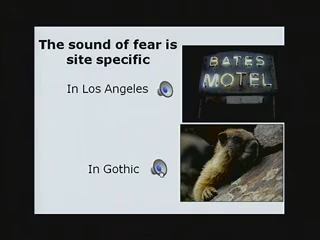 The sound of fear is
site specific
In Los Angeles
BATES
MOTEL
In Gothic